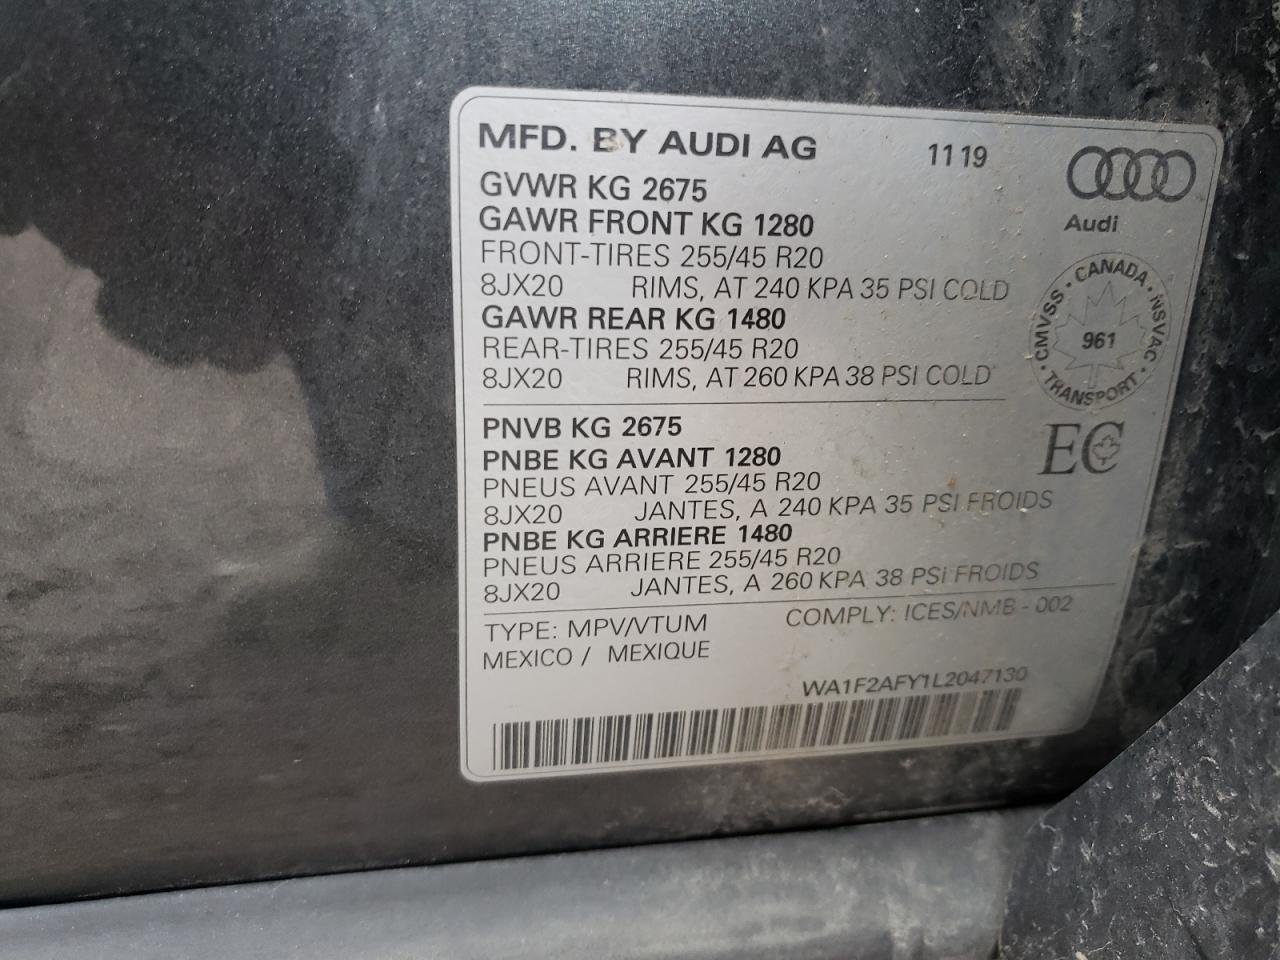 MFD. BY AUDI AG 11 19
Audi
GVWR KG 2675
GAWR FRONT KG 1280
FRONT-TIRES 255/45 R20
8JX20 RIMS, AT 240 KPA 35 PSI COLD
GAWR REAR KG 1480
REAR-TIRES 255/45 R20
8JX20 RIMS, AT 260 KPA 38 PSI COLD
CANADA · NSVAC · TRANSPORT · CMVSS ·
961
PNVB KG 2675
PNBE KG AVANT 1280
PNEUS AVANT 255/45 R20
8JX20 JANTES, A 240 KPA 35 PSI FROIDS
PNBE KG ARRIERE 1480
PNEUS ARRIERE 255/45 R20
8JX20 JANTES, A 260 KPA 38 PSI FROIDS
EC
TYPE: MPV/VTUM COMPLY: ICES/NMB - 002
MEXICO / MEXIQUE
WA1F2AFY1L2047130